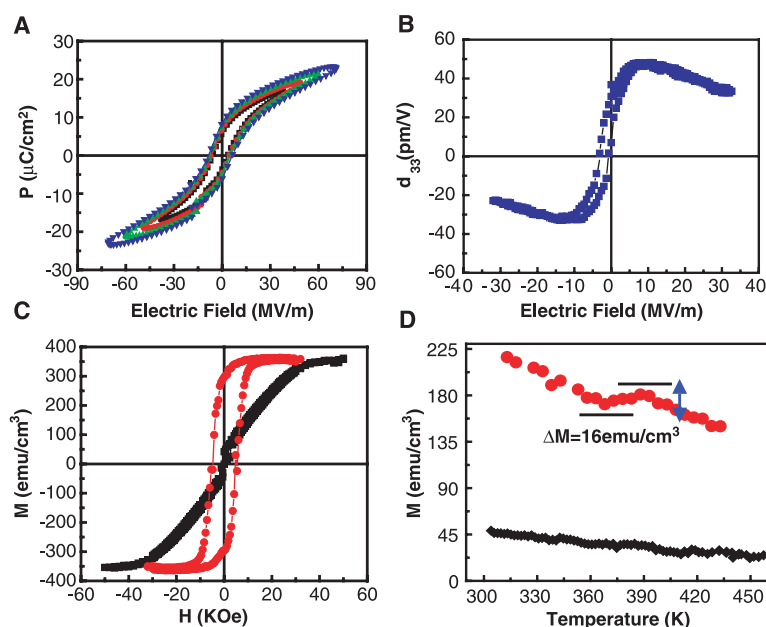 A
30
20
10
0
-10
-20
-30
-90 -60 -30 0 30 60 90
P (μC/cm²)
Electric Field (MV/m)
B
60
40
20
0
-20
-40
-60
-40 -30 -20 -10 0 10 20 30 40
d 33 (pm/V)
Electric Field (MV/m)
C
400
300
200
100
0
-100
-200
-300
-400
-60 -40 -20 0 20 40 60
M (emu/cm³)
H (KOe)
D
225
180
135
90
45
0
300 330 360 390 420 450
M (emu/cm³)
ΔM=16emu/cm³
Temperature (K)